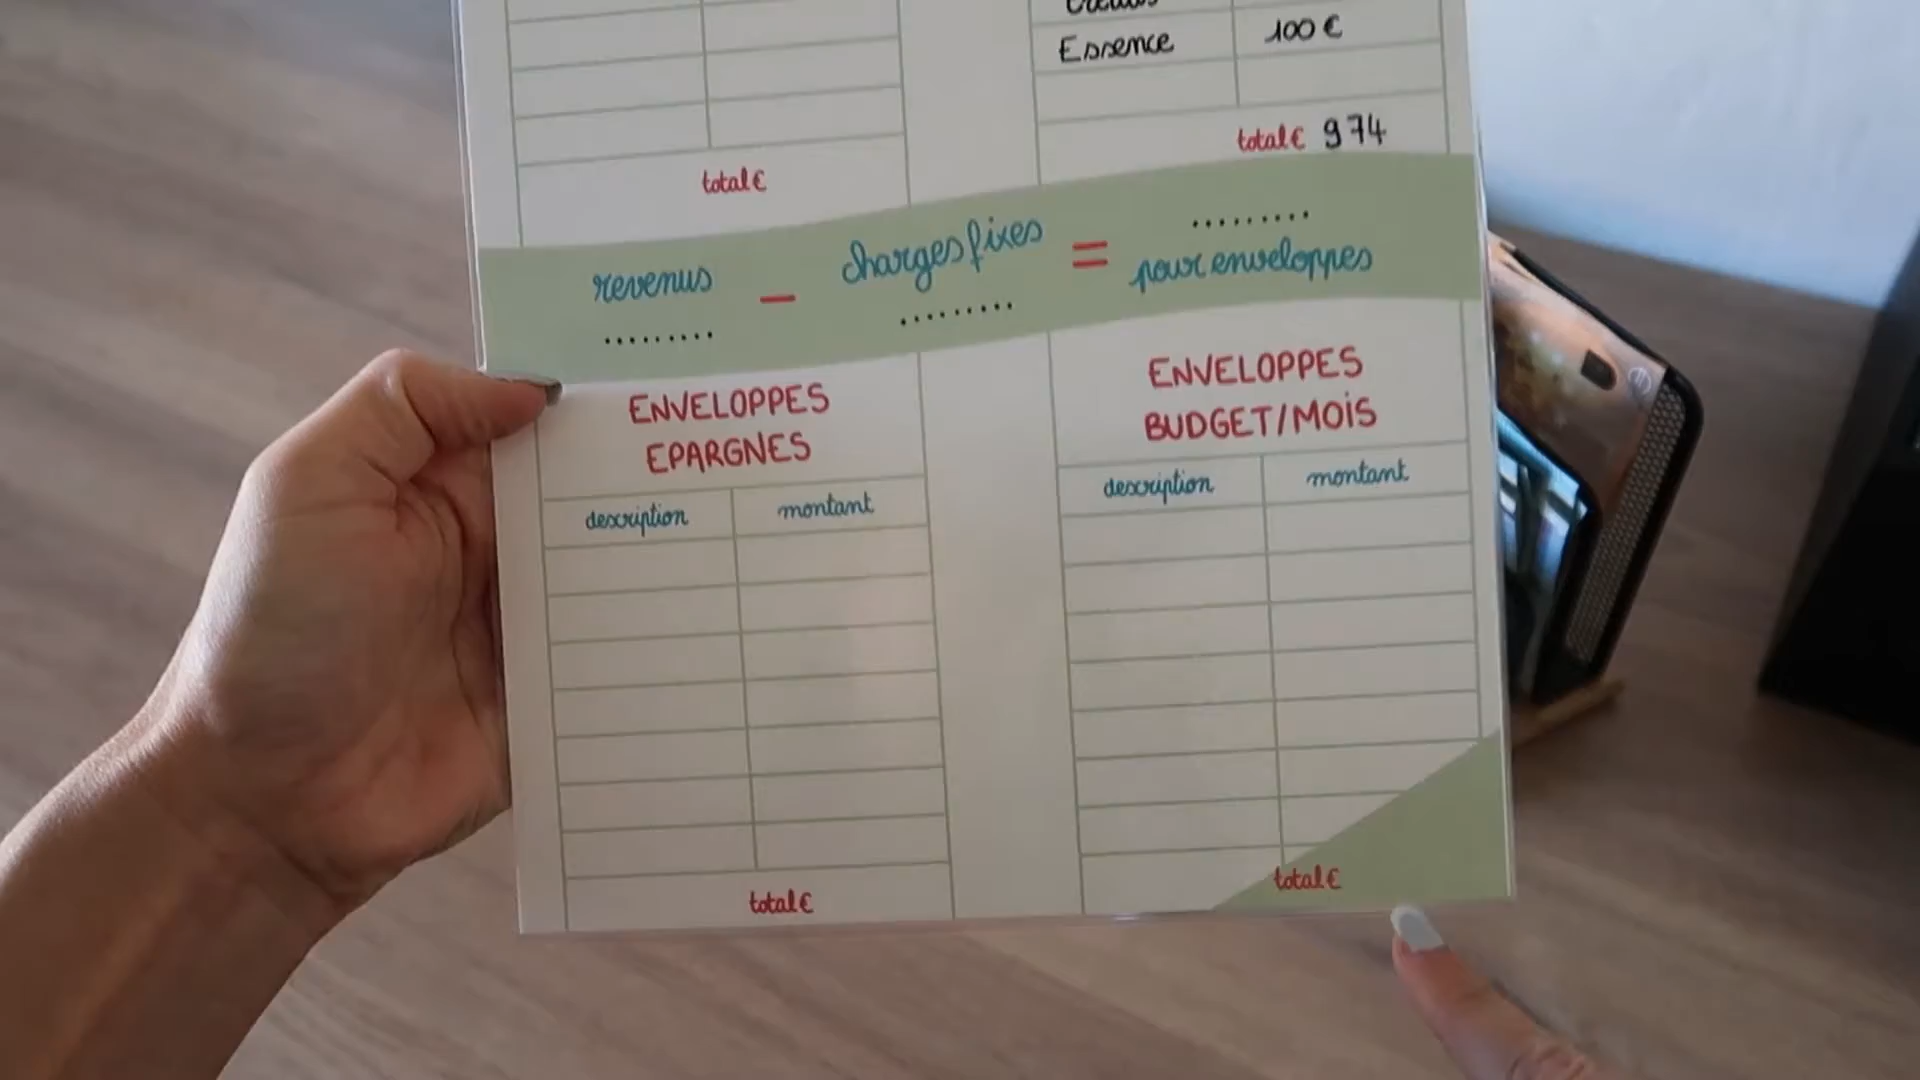 Essence 100 €
total € 974
total €
revenus - charges fixes = .........
......... ......... pour enveloppes
ENVELOPPES
EPARGNES
description montant
total €
ENVELOPPES
BUDGET/MOIS
description montant
total €